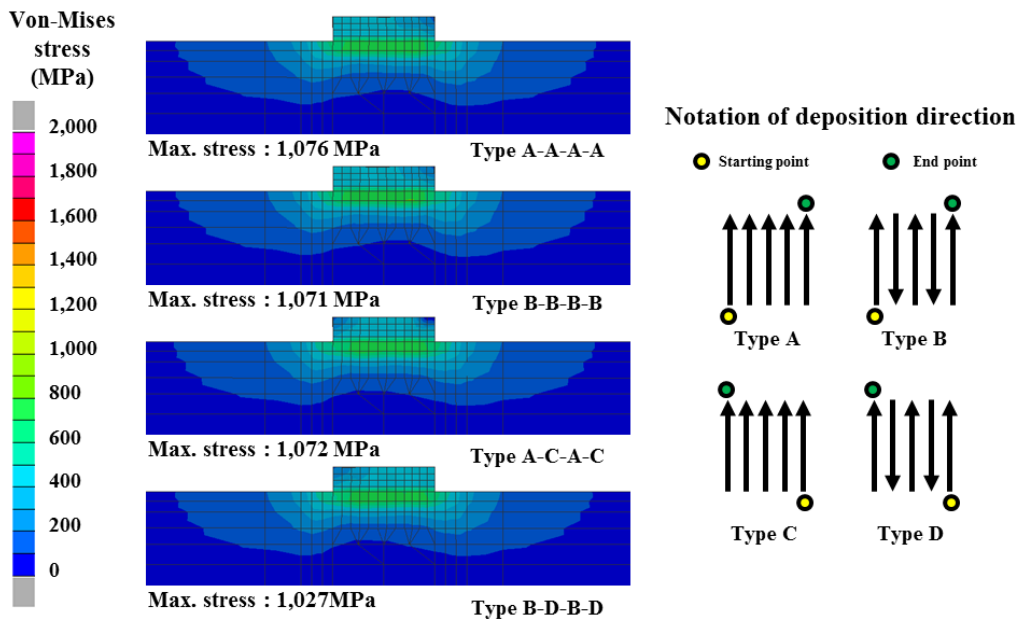 Von-Mises
stress
(MPa)
2,000
1,800
1,600
1,400
1,200
1,000
800
600
400
200
0
Max. stress : 1,076 MPa
Type A-A-A-A
Max. stress : 1,071 MPa
Type B-B-B-B
Max. stress : 1,072 MPa
Type A-C-A-C
Max. stress : 1,027MPa
Type B-D-B-D
Notation of deposition direction
Starting point
End point
Type A
Type B
Type C
Type D